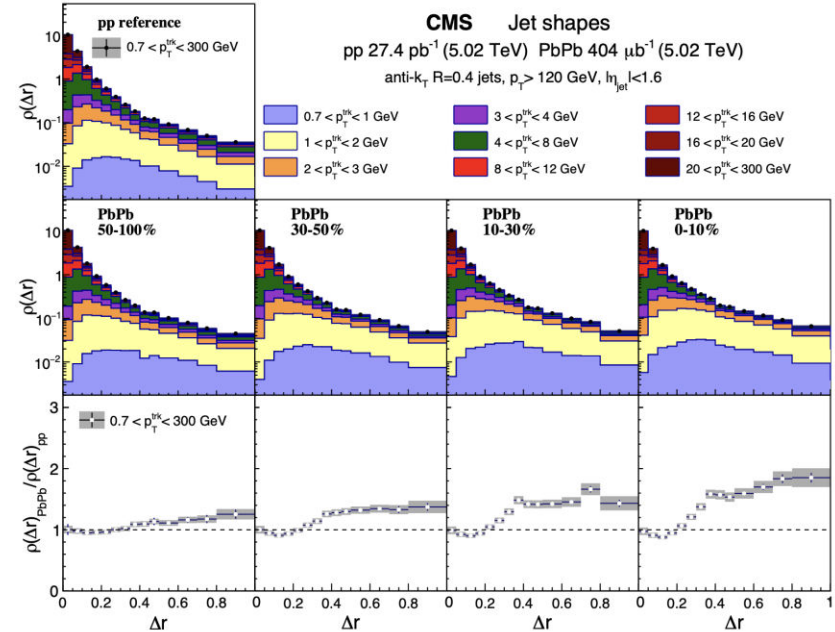 pp reference
0.7 < p_T^trk < 300 GeV
CMS Jet shapes
pp 27.4 pb⁻¹ (5.02 TeV) PbPb 404 μb⁻¹ (5.02 TeV)
anti-k_T R=0.4 jets, p_T > 120 GeV, |η_jet|<1.6
0.7 < p_T^trk < 1 GeV
3 < p_T^trk < 4 GeV
12 < p_T^trk < 16 GeV
1 < p_T^trk < 2 GeV
4 < p_T^trk < 8 GeV
16 < p_T^trk < 20 GeV
2 < p_T^trk < 3 GeV
8 < p_T^trk < 12 GeV
20 < p_T^trk < 300 GeV
ρ(Δr)
10
1
10⁻¹
10⁻²
PbPb
50-100%
PbPb
30-50%
PbPb
10-30%
PbPb
0-10%
ρ(Δr)
10
1
10⁻¹
10⁻²
0.7 < p_T^trk < 300 GeV
ρ(Δr)_PbPb/ρ(Δr)_pp
3
2
1
0
0 0.2 0.4 0.6 0.8 0 0.2 0.4 0.6 0.8 0 0.2 0.4 0.6 0.8 0 0.2 0.4 0.6 0.8 1
Δr Δr Δr Δr